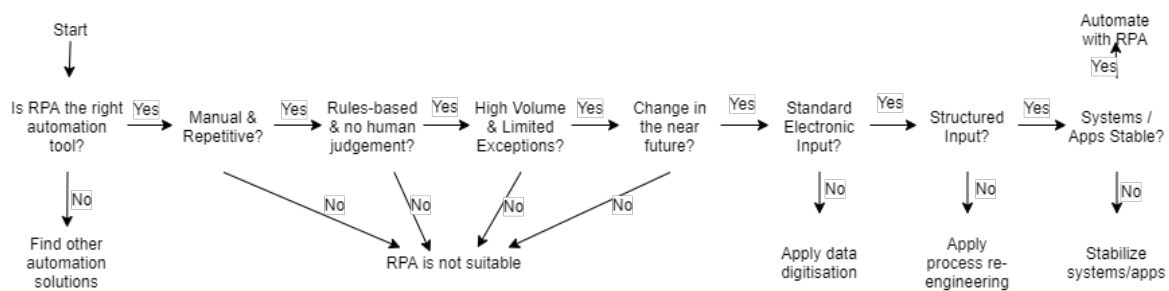 Start
Automate
with RPA
Yes
Is RPA the right
automation
tool?
Yes
Manual &
Repetitive?
Yes
Rules-based
& no human
judgement?
Yes
High Volume
& Limited
Exceptions?
Yes
Change in
the near
future?
Yes
Standard
Electronic
Input?
Yes
Structured
Input?
Yes
Systems /
Apps Stable?
No
No
No
No
No
No
No
No
Find other
automation
solutions
RPA is not suitable
Apply data
digitisation
Apply
process re-
engineering
Stabilize
systems/apps